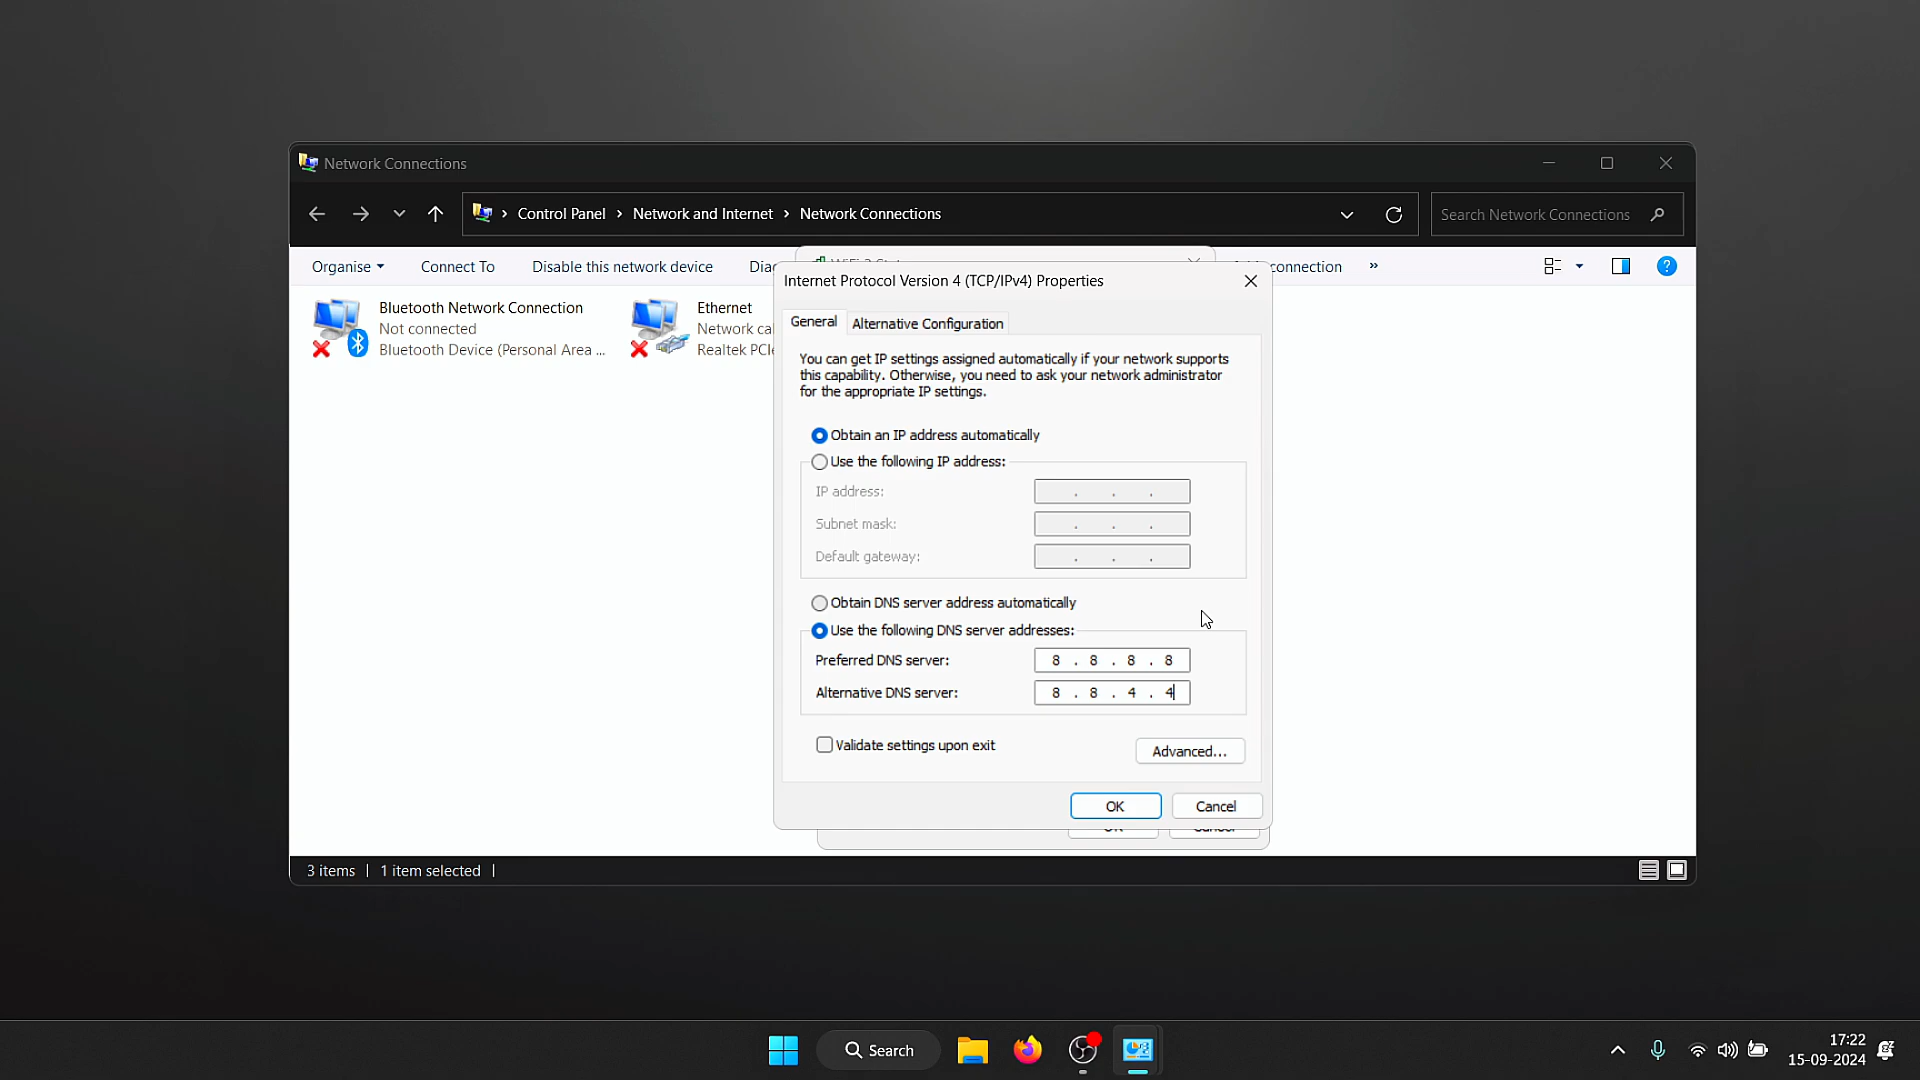 Network Connections
Control Panel
Network and Internet
Network Connections
Search Network Connections
Organise
Connect To
Disable this network device
connection
»
Bluetooth Network Connection
Not connected
Bluetooth Device (Personal Area ...
Ethernet
Network ca
Realtek PCIe
Internet Protocol Version 4 (TCP/IPv4) Properties
General
Alternative Configuration
You can get IP settings assigned automatically if your network supports
this capability. Otherwise, you need to ask your network administrator
for the appropriate IP settings.
Obtain an IP address automatically
Use the following IP address:
IP address: . . .
Subnet mask: . . .
Default gateway: . . .
Obtain DNS server address automatically
Use the following DNS server addresses:
Preferred DNS server: 8 . 8 . 8 . 8
Alternative DNS server: 8 . 8 . 4 . 4
Validate settings upon exit
Advanced...
OK
Cancel
3 items
1 item selected
Search
17:22
15-09-2024